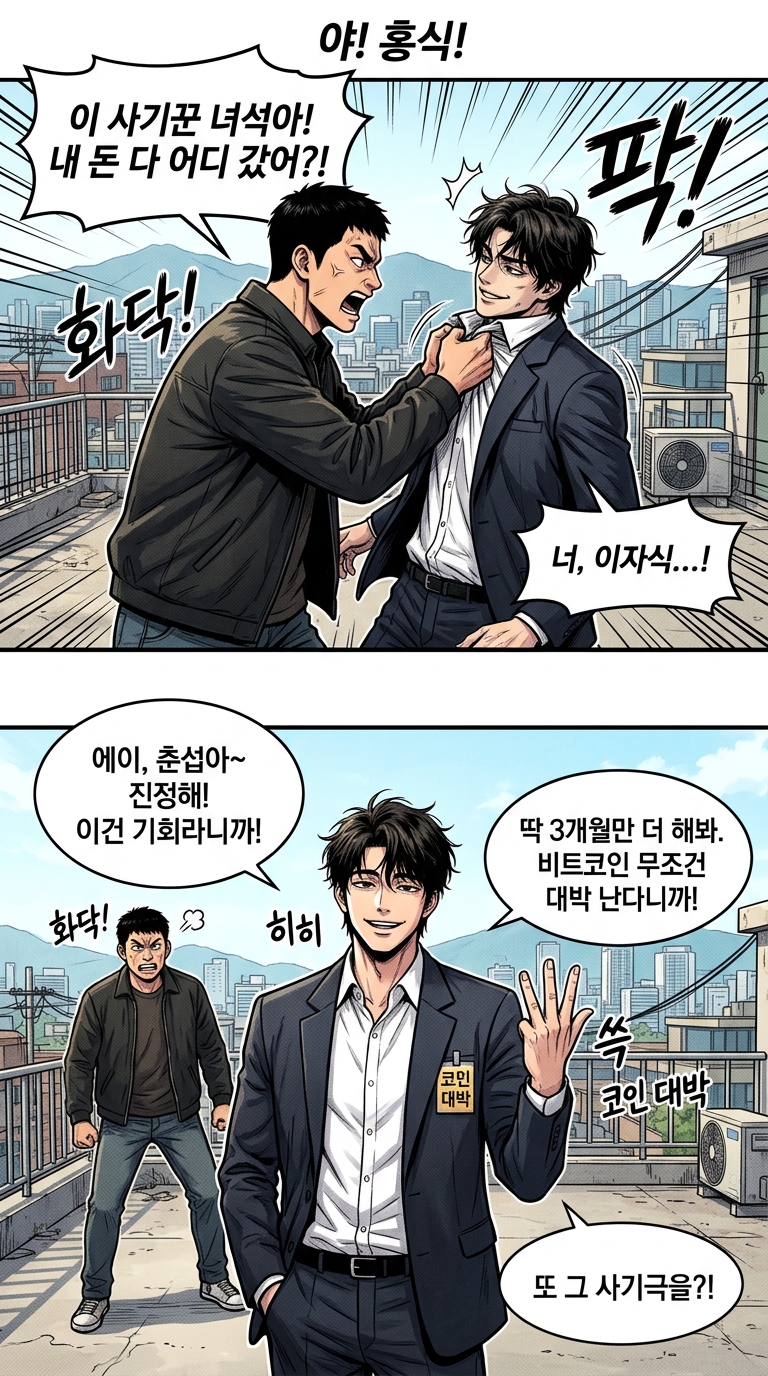 야! 홍식!
이 사기꾼 녀석아!
내 돈 다 어디 갔어?!
팍!
화닥!
너, 이자식...!
에이, 춘섭아~
진정해!
이건 기회라니까!
딱 3개월만 더 해봐.
비트코인 무조건
대박 난다니까!
화닥!
히히
쓱
코인 대박
코인
대박
또 그 사기극을?!